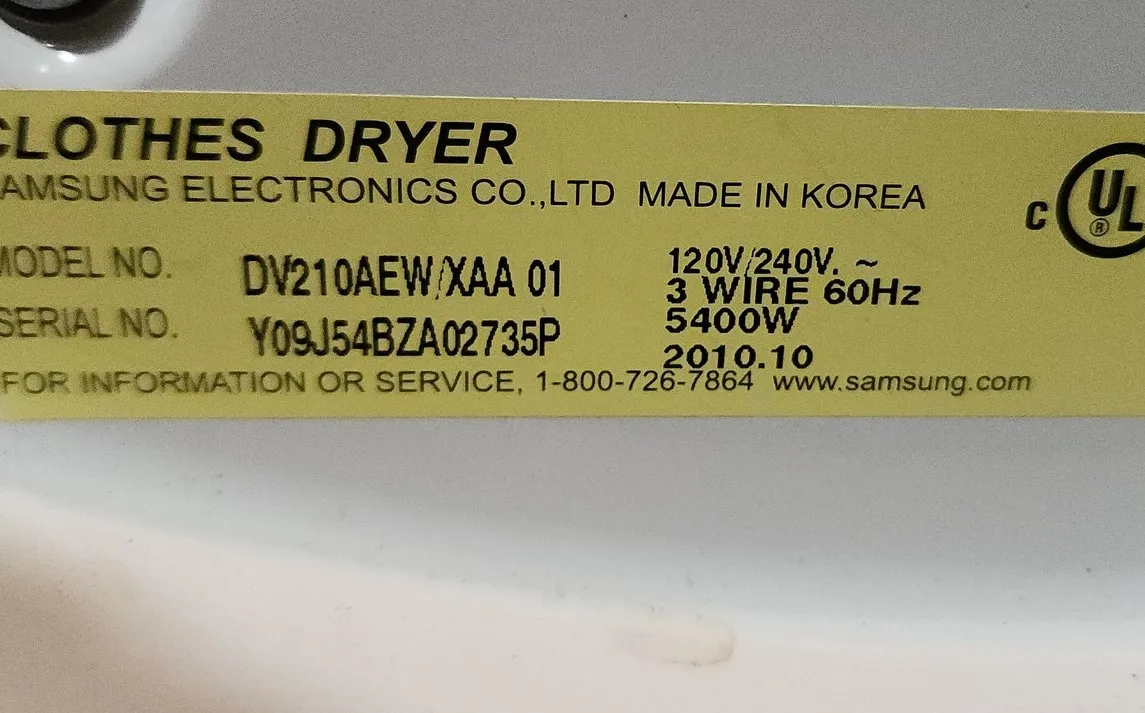 CLOTHES DRYER
SAMSUNG ELECTRONICS CO.,LTD MADE IN KOREA
MODEL NO. DV210AEW/XAA 01 120V/240V. ~
3 WIRE 60Hz
SERIAL NO. Y09J54BZA02735P 5400W
2010.10
FOR INFORMATION OR SERVICE, 1-800-726-7864 www.samsung.com
C UL ®